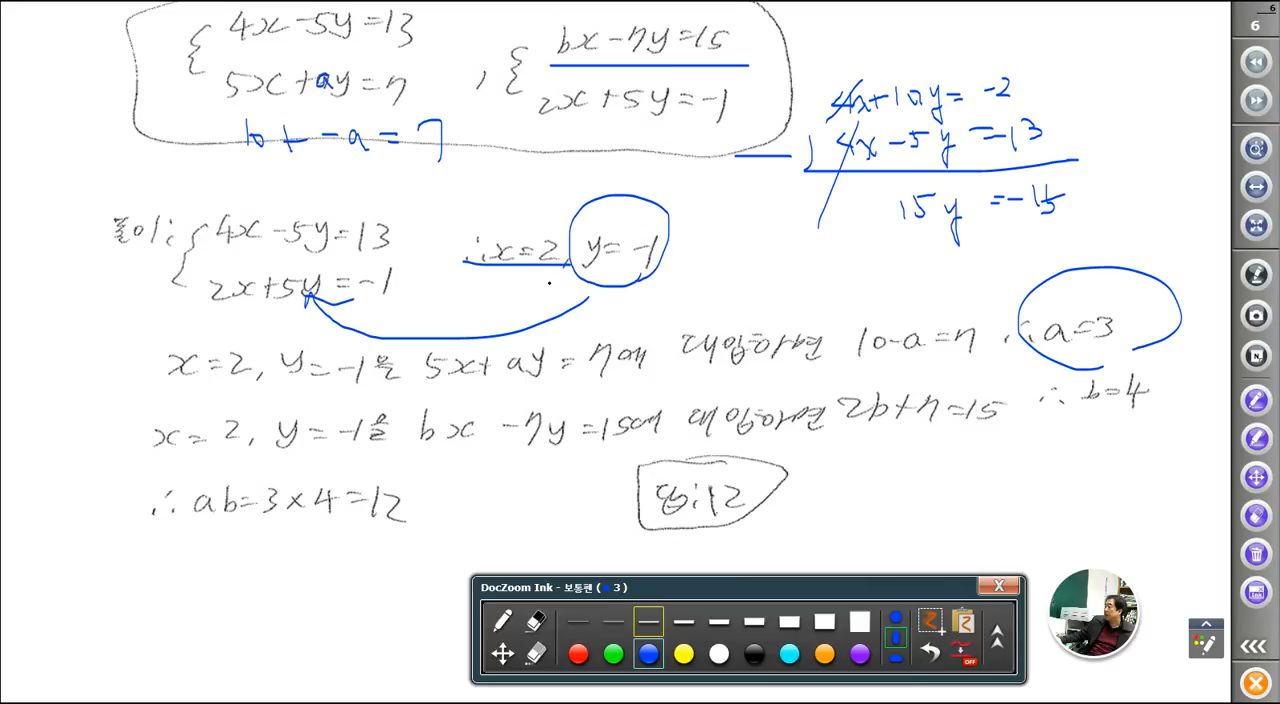 6
6
4x-5y=13
5x+ay=7
,
bx-7y=15
2x+5y=-1
10+-a=7
4x+10y=-2
4x-5y=-13
15y=-15
풀이:
4x-5y=13
2x+5y=-1
∴x=2, y=-1
x=2, y=-1을 5x+ay=7에 대입하면 10-a=7 ∴a=3
x=2, y=-1을 bx-7y=15에 대입하면 2b+7=15 ∴b=4
∴ab=3×4=12
답:12
DocZoom Ink - 보통펜 ( 3 )
OFF
N
Ink